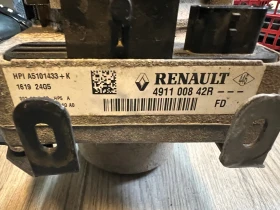 HPI A5101433+K
1619 24Q5
RENAULT
4911 008 42R ---
FD